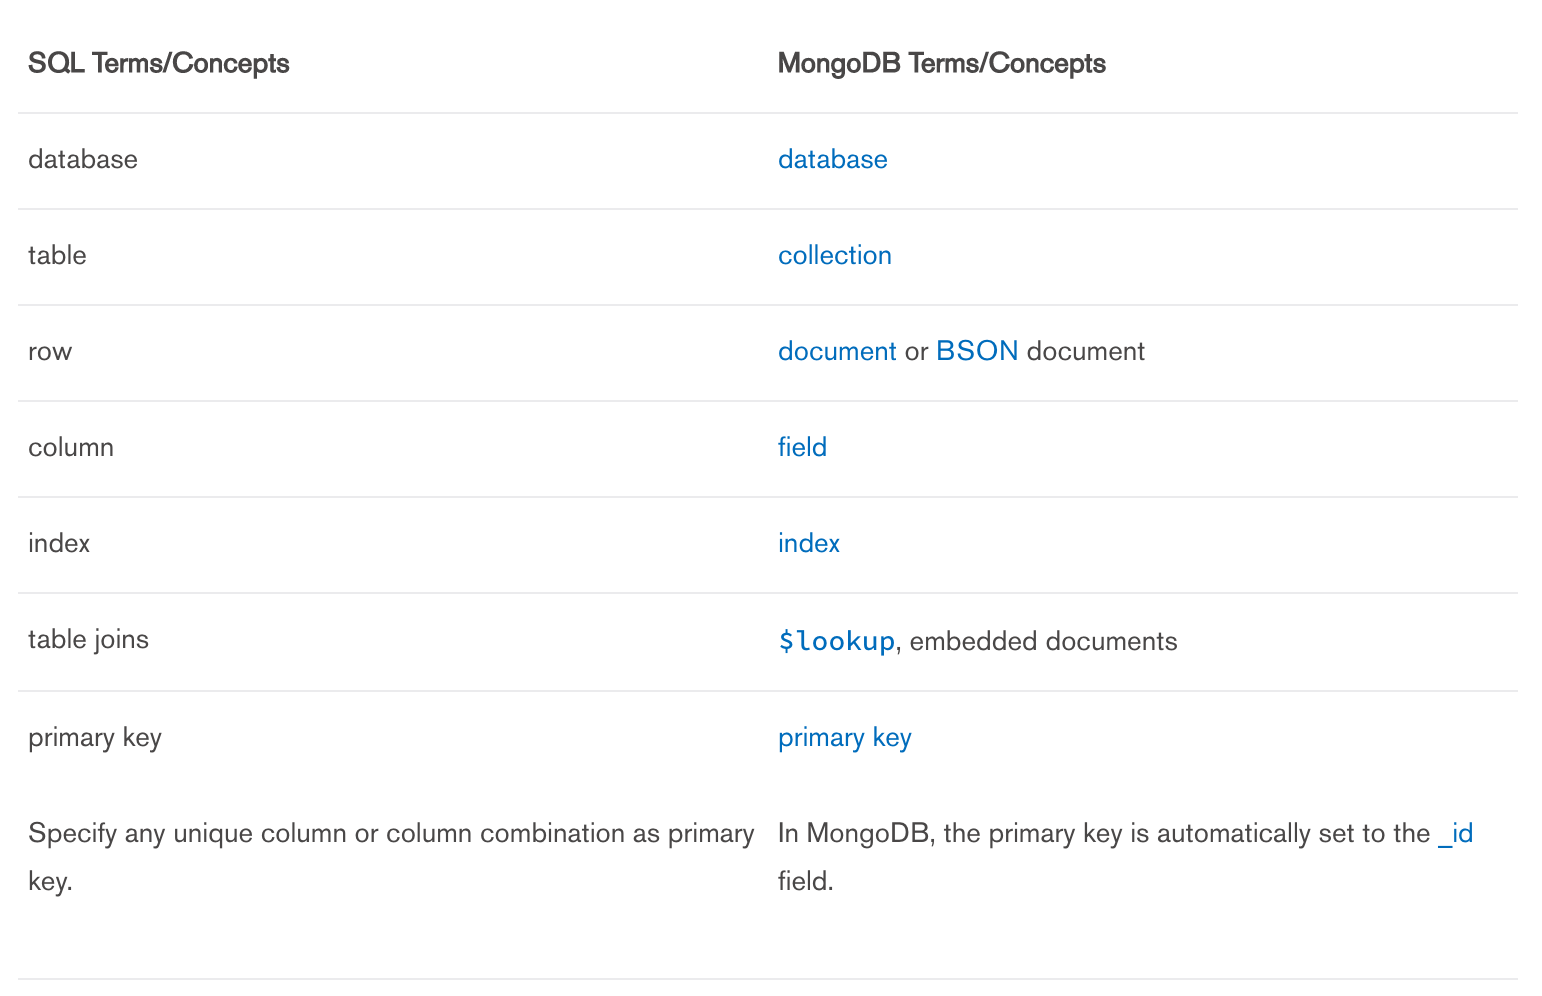 SQL Terms/Concepts MongoDB Terms/Concepts
database database
table collection
row document or BSON document
column field
index index
table joins $lookup, embedded documents
primary key primary key
Specify any unique column or column combination as primary In MongoDB, the primary key is automatically set to the _id
key. field.